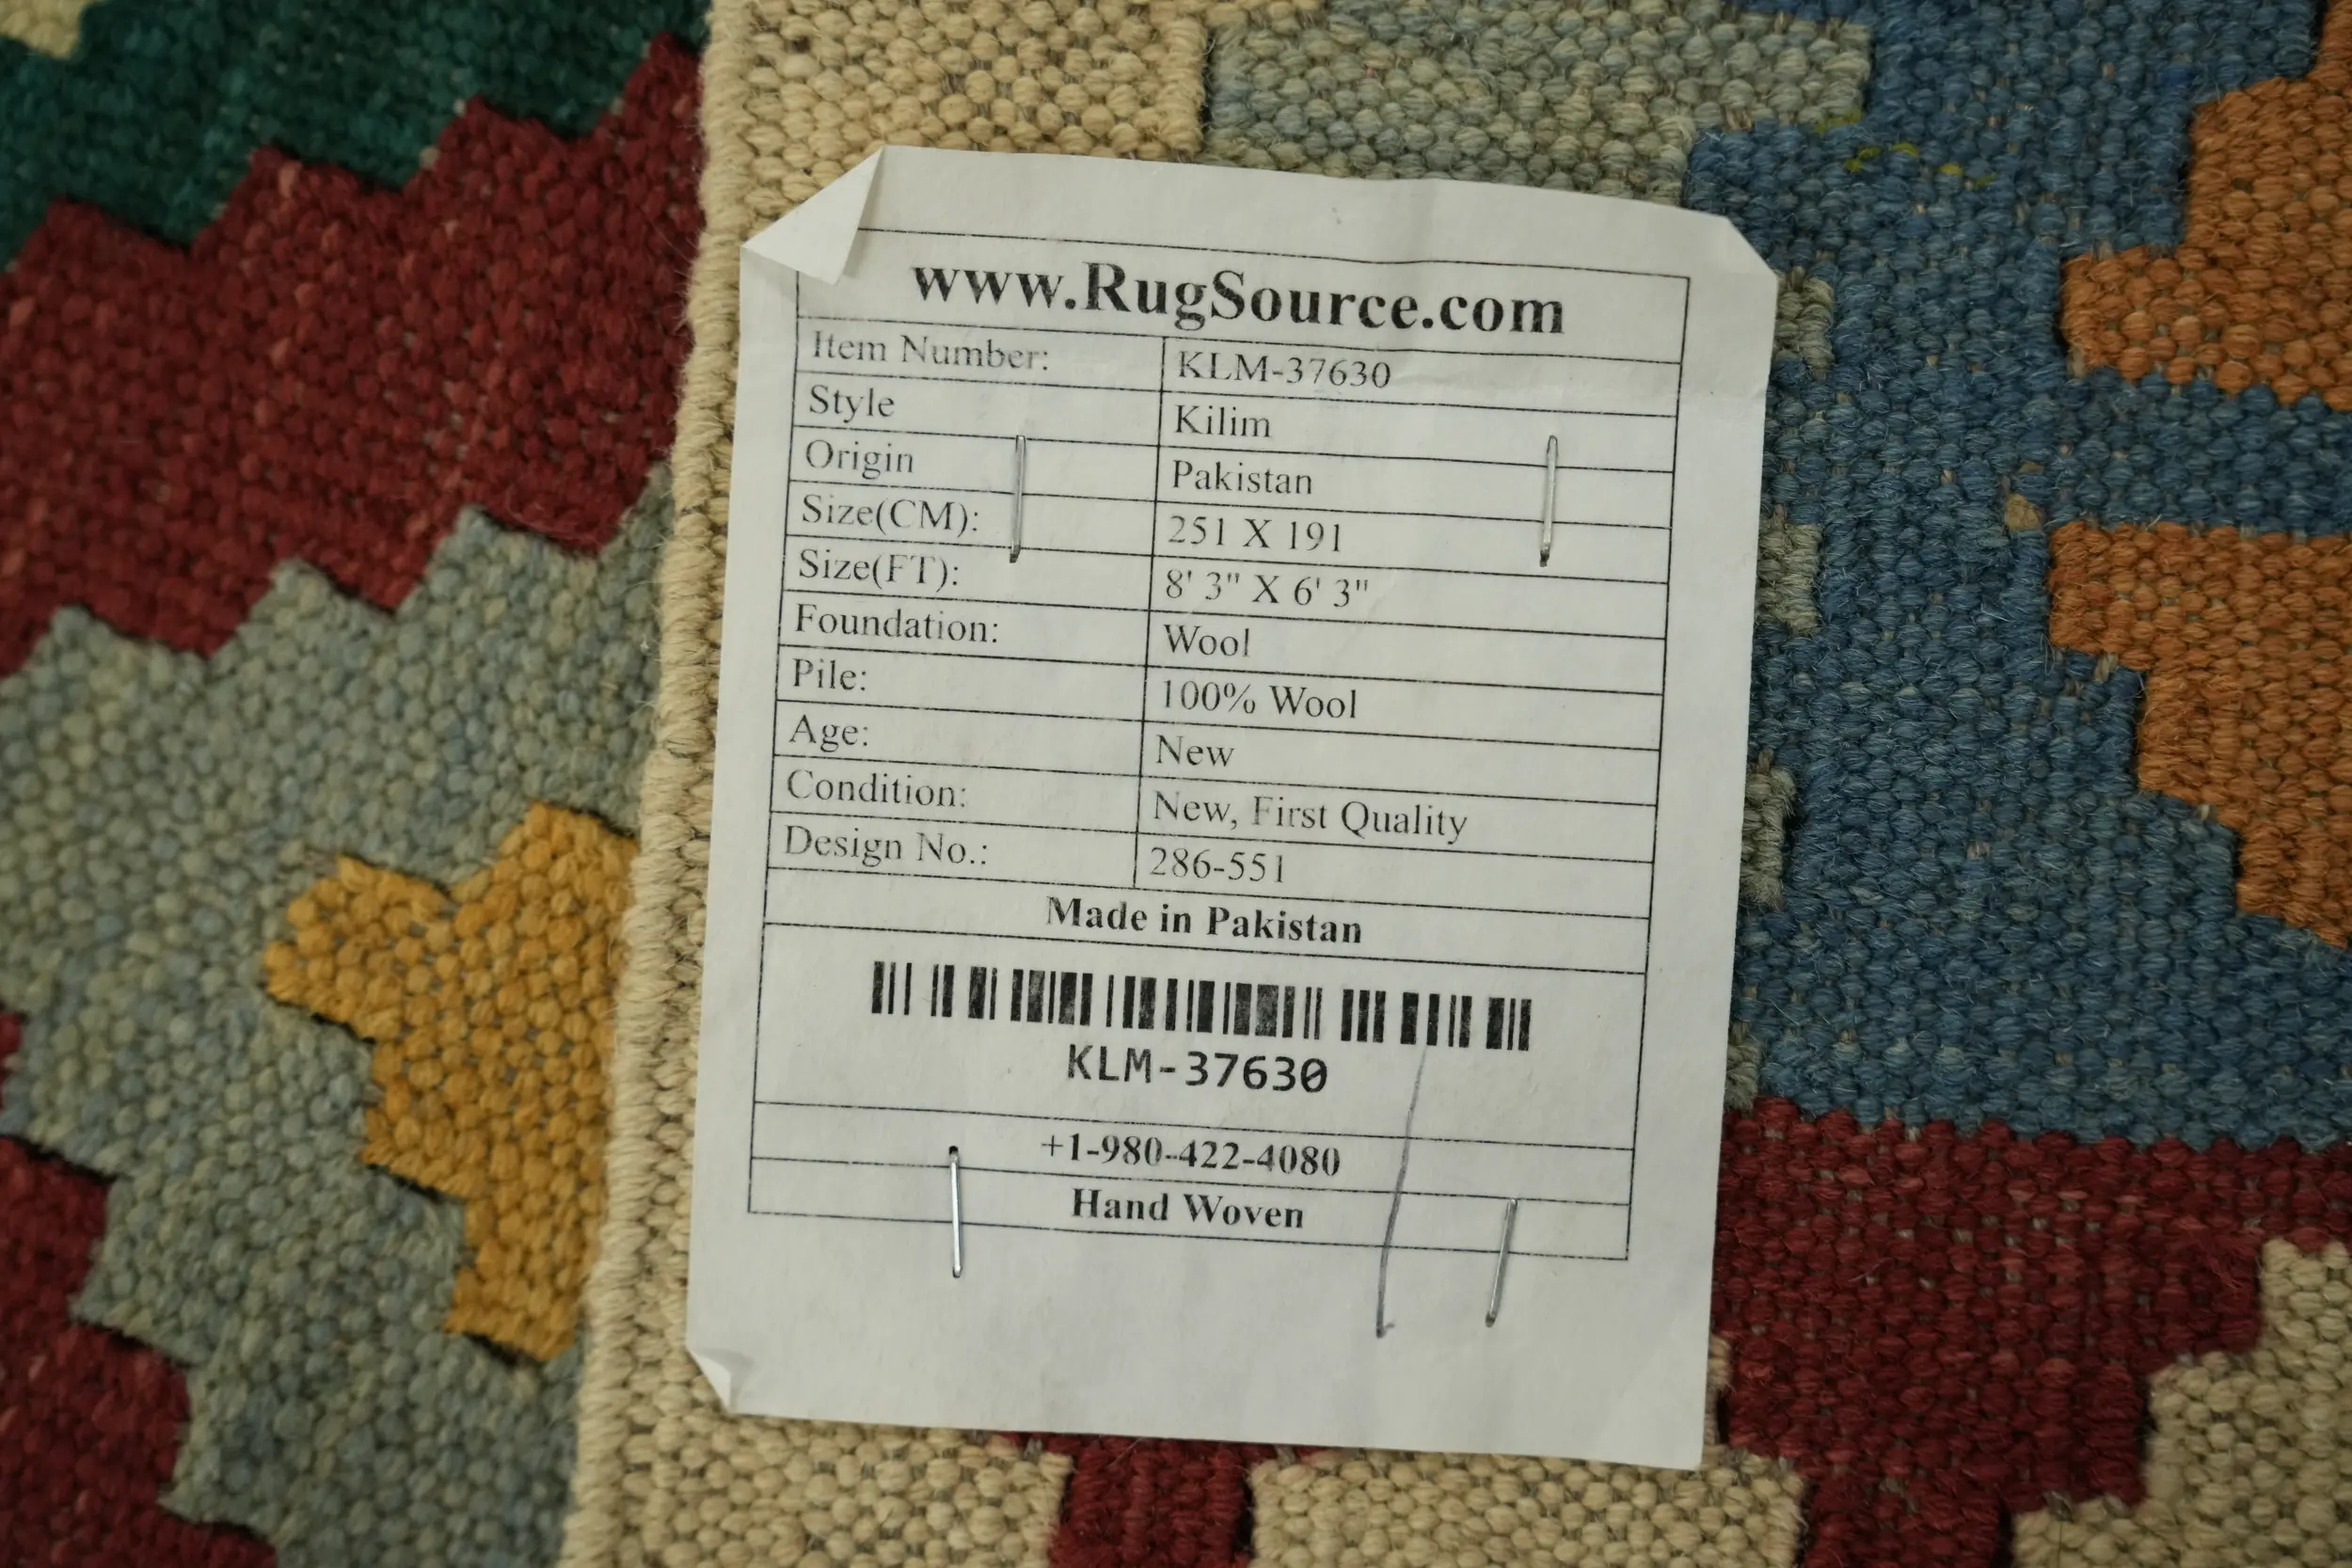 www.RugSource.com
Item Number: KLM-37630
Style Kilim
Origin Pakistan
Size(CM): 251 X 191
Size(FT): 8' 3" X 6' 3"
Foundation: Wool
Pile: 100% Wool
Age: New
Condition: New, First Quality
Design No.: 286-551
Made in Pakistan
KLM-37630
+1-980-422-4080
Hand Woven